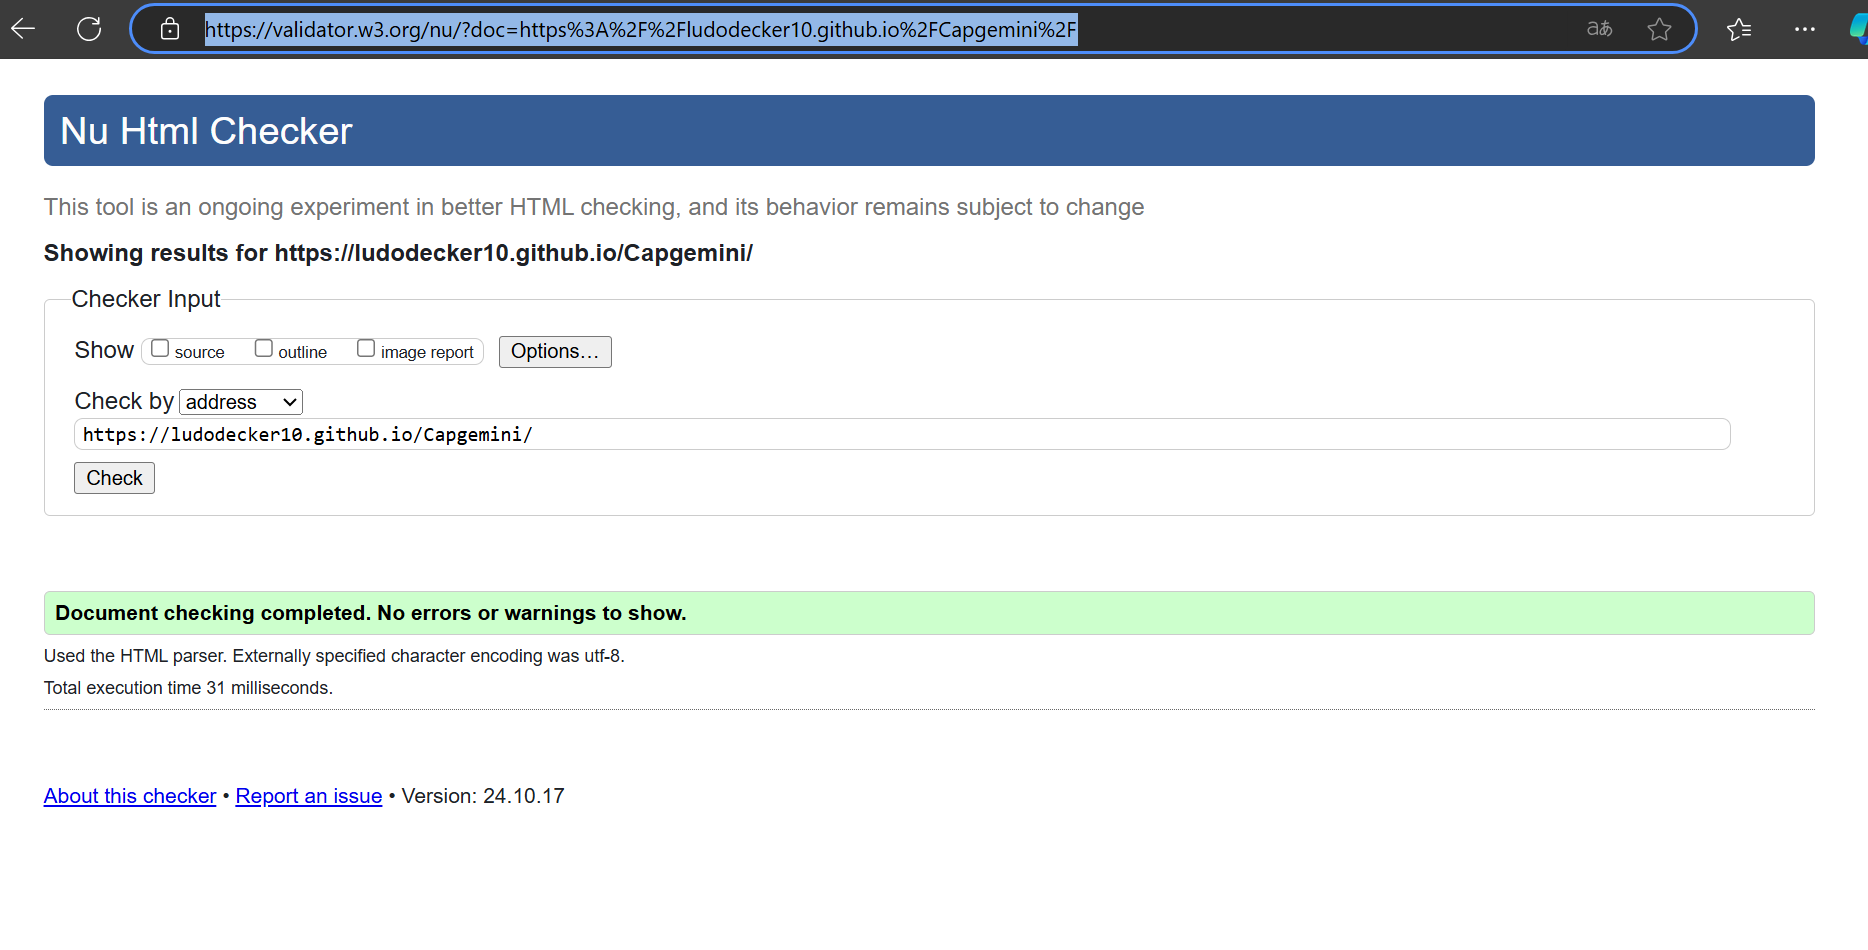 https://validator.w3.org/nu/?doc=https%3A%2F%2Fludodecker10.github.io%2FCapgemini%2F
aあ
Nu Html Checker
This tool is an ongoing experiment in better HTML checking, and its behavior remains subject to change
Showing results for https://ludodecker10.github.io/Capgemini/
Checker Input
Show source outline image report Options…
Check by address
https://ludodecker10.github.io/Capgemini/
Check
Document checking completed. No errors or warnings to show.
Used the HTML parser. Externally specified character encoding was utf-8.
Total execution time 31 milliseconds.
About this checker • Report an issue • Version: 24.10.17